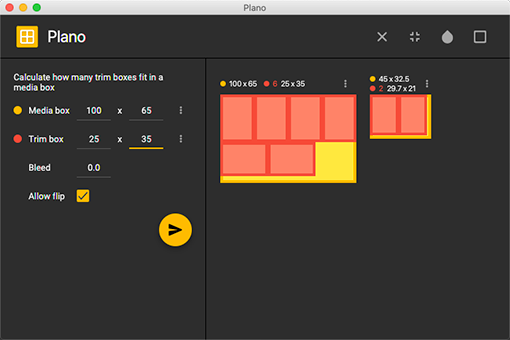 Plano
Plano
Calculate how many trim boxes fit in a
media box
Media box 100 x 65
Trim box 25 x 35
Bleed 0.0
Allow flip
100 x 65 6 25 x 35
45 x 32.5
2 29.7 x 21